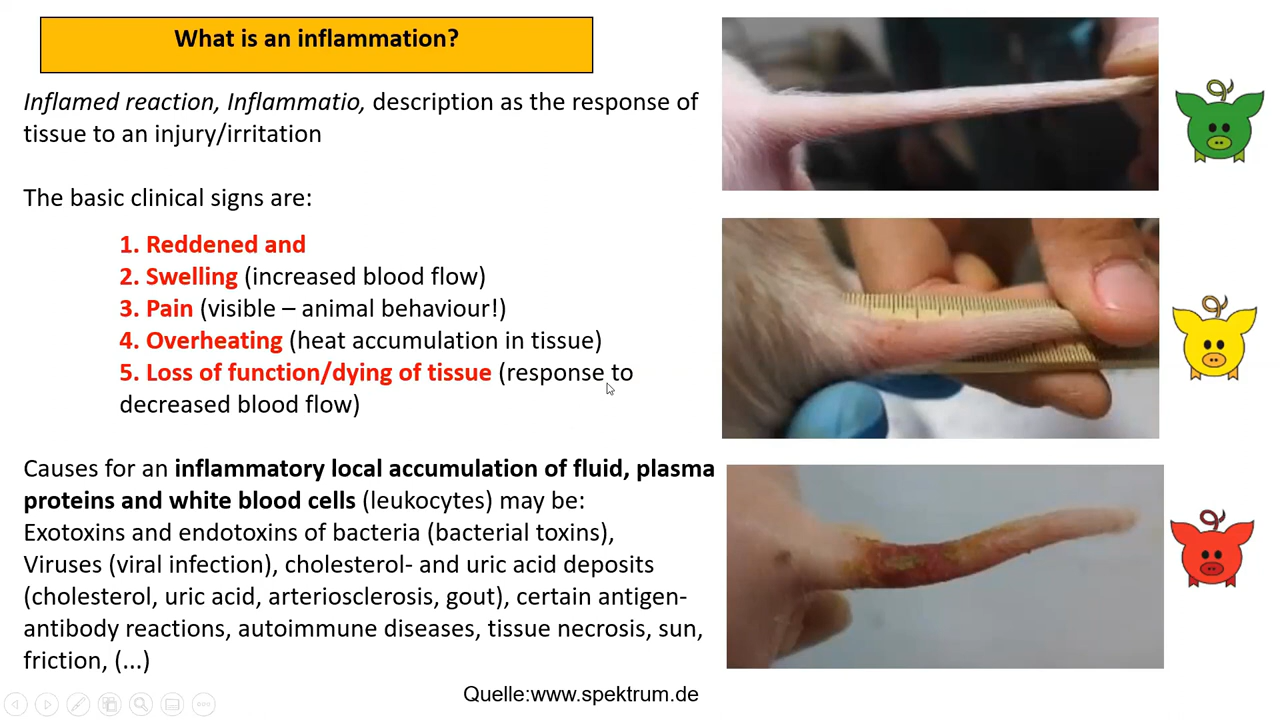 What is an inflammation?
Inflamed reaction, Inflammatio, description as the response of
tissue to an injury/irritation
The basic clinical signs are:
1. Reddened and
2. Swelling (increased blood flow)
3. Pain (visible – animal behaviour!)
4. Overheating (heat accumulation in tissue)
5. Loss of function/dying of tissue (response to
decreased blood flow)
Causes for an inflammatory local accumulation of fluid, plasma
proteins and white blood cells (leukocytes) may be:
Exotoxins and endotoxins of bacteria (bacterial toxins),
Viruses (viral infection), cholesterol- and uric acid deposits
(cholesterol, uric acid, arteriosclerosis, gout), certain antigen-
antibody reactions, autoimmune diseases, tissue necrosis, sun,
friction, (...)
Quelle:www.spektrum.de